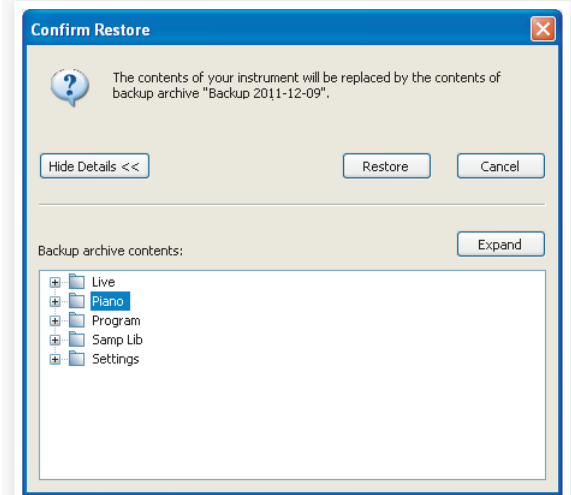 Confirm Restore
The contents of your instrument will be replaced by the contents of
backup archive "Backup 2011-12-09".
Hide Details <<
Restore
Cancel
Expand
Backup archive contents:
Live
Piano
Program
Samp Lib
Settings